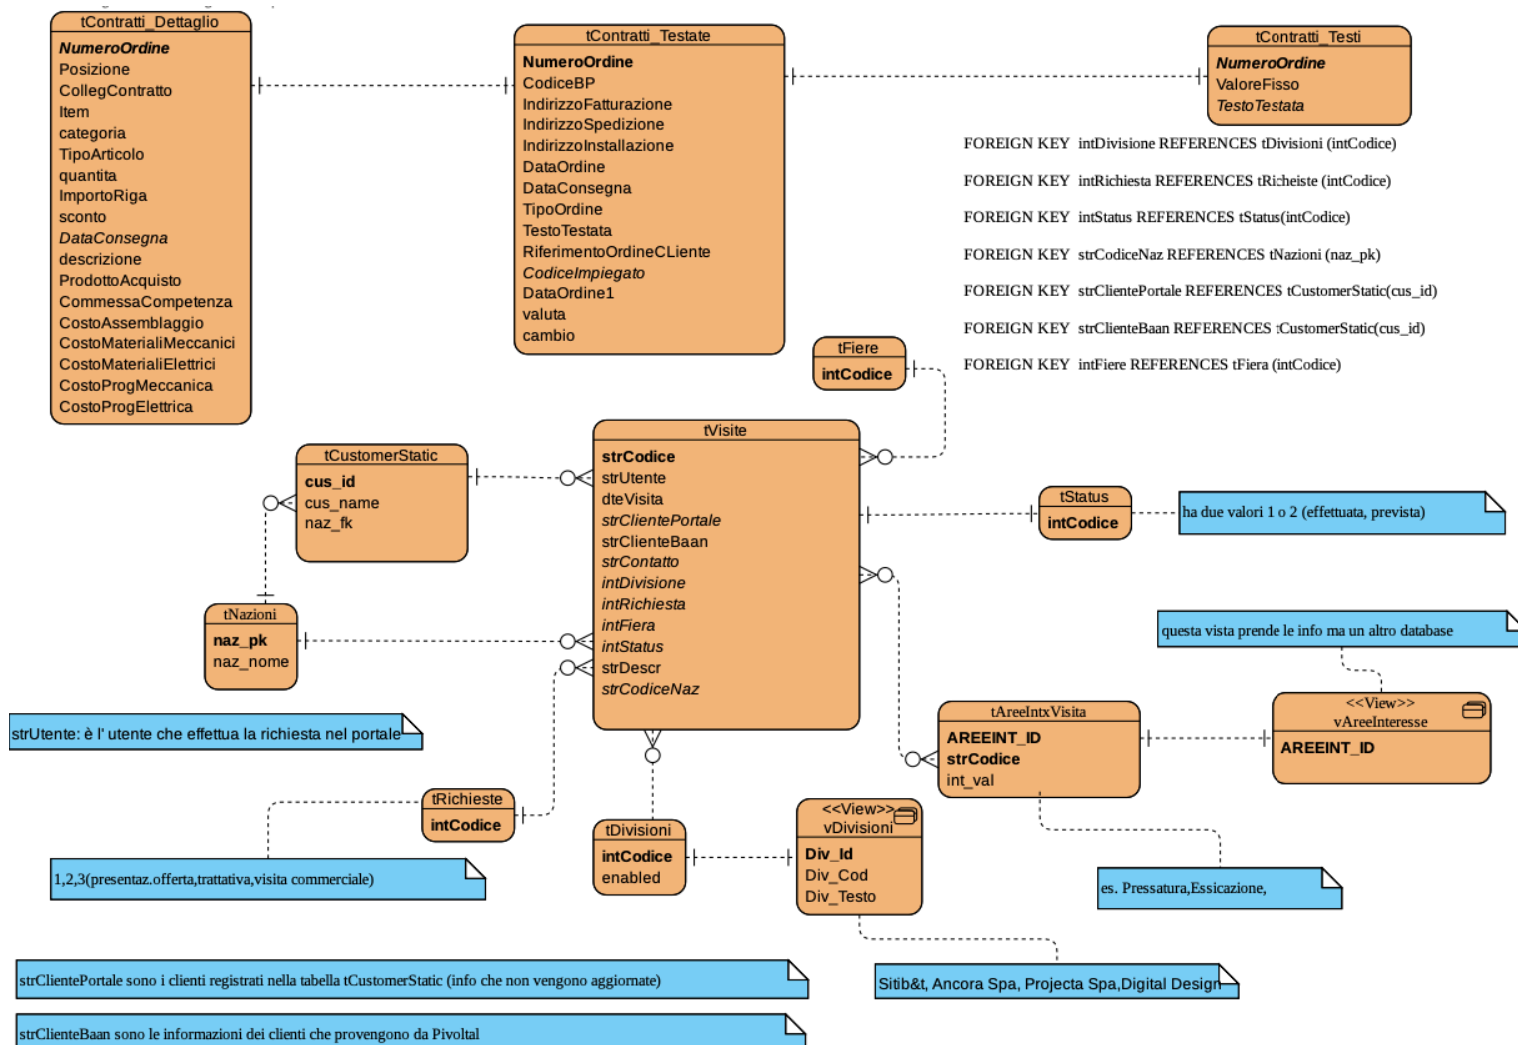 tContratti_Dettaglio
NumeroOrdine
Posizione
CollegContratto
Item
categoria
TipoArticolo
quantita
ImportoRiga
sconto
DataConsegna
descrizione
ProdottoAcquisto
CommessaCompetenza
CostoAssemblaggio
CostoMaterialiMeccanici
CostoMaterialiElettrici
CostoProgMeccanica
CostoProgElettrica
tContratti_Testate
NumeroOrdine
CodiceBP
IndirizzoFatturazione
IndirizzoSpedizione
IndirizzoInstallazione
DataOrdine
DataConsegna
TipoOrdine
TestoTestata
RiferimentoOrdineCLiente
CodiceImpiegato
DataOrdine1
valuta
cambio
tContratti_Testi
NumeroOrdine
ValoreFisso
TestoTestata
FOREIGN KEY intDivisione REFERENCES tDivisioni (intCodice)
FOREIGN KEY intRichiesta REFERENCES tRicheiste (intCodice)
FOREIGN KEY intStatus REFERENCES tStatus(intCodice)
FOREIGN KEY strCodiceNaz REFERENCES tNazioni (naz_pk)
FOREIGN KEY strClientePortale REFERENCES tCustomerStatic(cus_id)
FOREIGN KEY strClienteBaan REFERENCES tCustomerStatic(cus_id)
FOREIGN KEY intFiere REFERENCES tFiera (intCodice)
tFiere
intCodice
tVisite
strCodice
strUtente
dteVisita
strClientePortale
strClienteBaan
strContatto
intDivisione
intRichiesta
intFiera
intStatus
strDescr
strCodiceNaz
tCustomerStatic
cus_id
cus_name
naz_fk
tStatus
intCodice
ha due valori 1 o 2 (effettuata, prevista)
tNazioni
naz_pk
naz_nome
questa vista prende le info ma un altro database
strUtente: è l' utente che effettua la richiesta nel portale
tAreeIntxVisita
AREEINT_ID
strCodice
int_val
<<View>>
vAreeInteresse
AREEINT_ID
tRichieste
intCodice
tDivisioni
intCodice
enabled
<<View>>
vDivisioni
Div_Id
Div_Cod
Div_Testo
1,2,3(presentaz.offerta,trattativa,visita commerciale)
es. Pressatura,Essicazione,
strClientePortale sono i clienti registrati nella tabella tCustomerStatic (info che non vengono aggiornate)
Sitib&t, Ancora Spa, Projecta Spa,Digital Design
strClienteBaan sono le informazioni dei clienti che provengono da Pivoltal